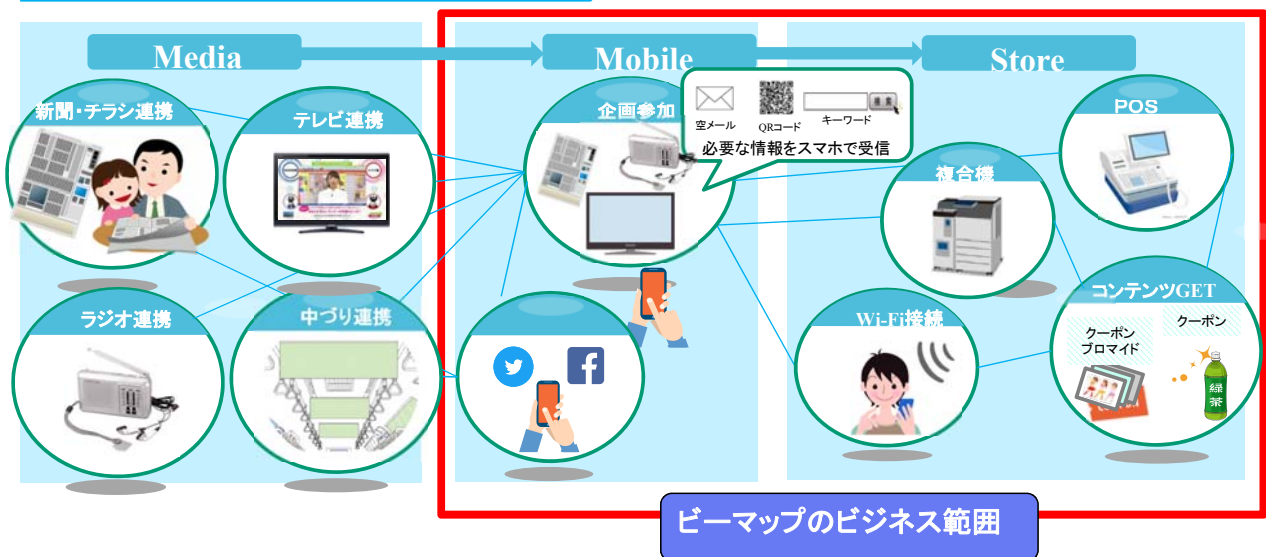 Media
Mobile
Store
新聞・チラシ連携
テレビ連携
企画参加
空メール
QRコード
キーワード
検索
必要な情報をスマホで受信
POS
複合機
ラジオ連携
中づり連携
Wi-Fi接続
コンテンツGET
クーポン
ブロマイド
クーポン
緑
茶
ビーマップのビジネス範囲